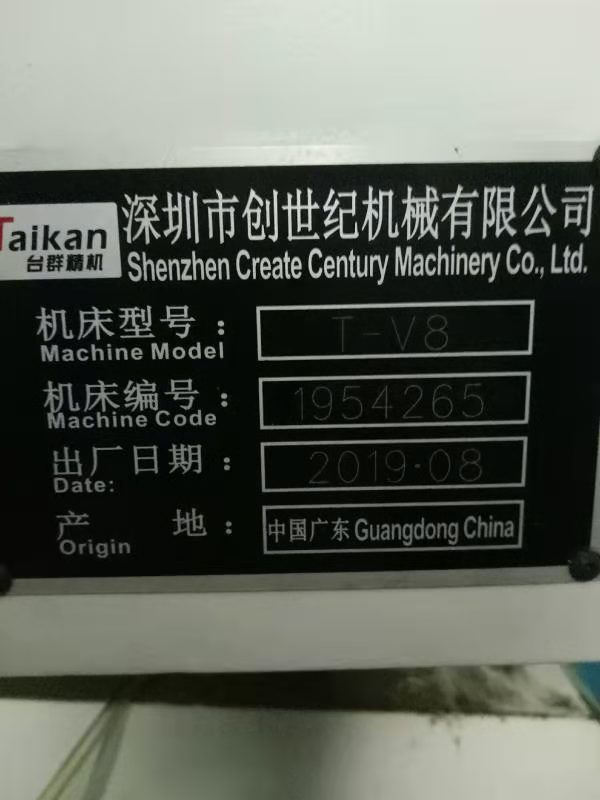 Taikan
台群精机
深圳市创世纪机械有限公司
Shenzhen Create Century Machinery Co., Ltd.
机床型号：
Machine Model
T-V8
机床编号：
Machine Code
1954265
出厂日期：
Date:
2019·08
产 地：
Origin
中国广东 Guangdong China